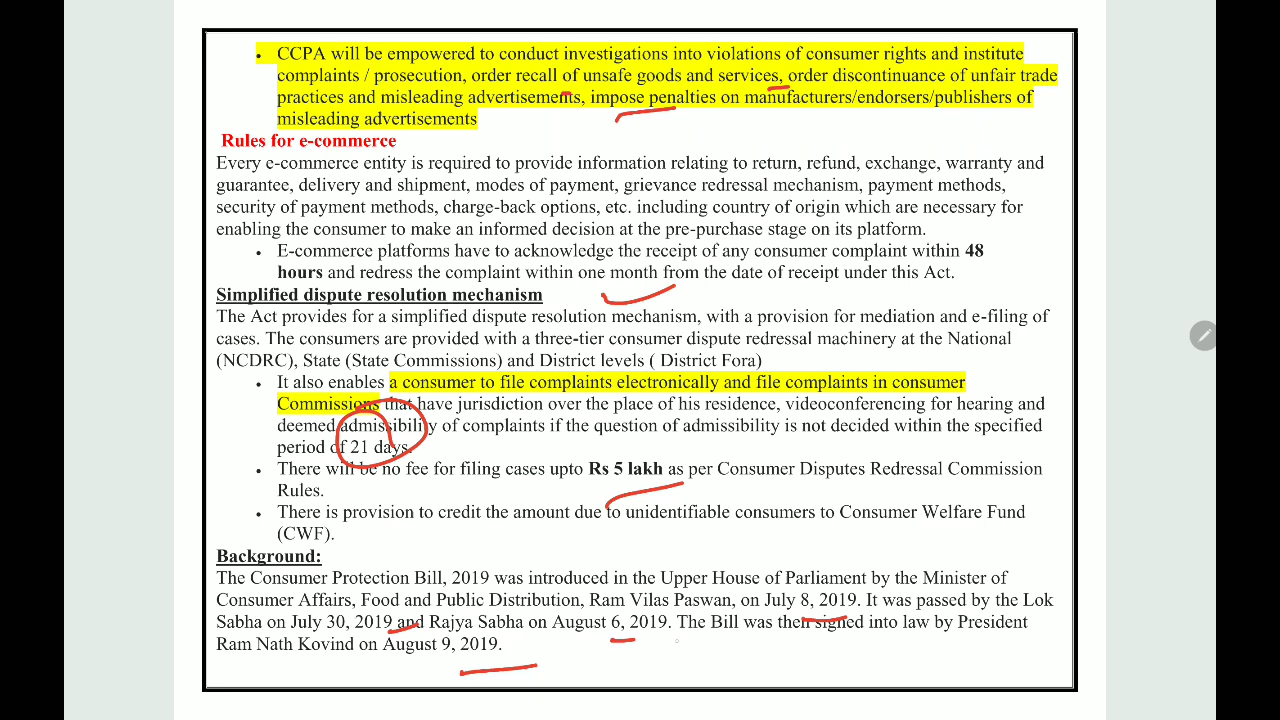 • CCPA will be empowered to conduct investigations into violations of consumer rights and institute
complaints / prosecution, order recall of unsafe goods and services, order discontinuance of unfair trade
practices and misleading advertisements, impose penalties on manufacturers/endorsers/publishers of
misleading advertisements
Rules for e-commerce
Every e-commerce entity is required to provide information relating to return, refund, exchange, warranty and
guarantee, delivery and shipment, modes of payment, grievance redressal mechanism, payment methods,
security of payment methods, charge-back options, etc. including country of origin which are necessary for
enabling the consumer to make an informed decision at the pre-purchase stage on its platform.
• E-commerce platforms have to acknowledge the receipt of any consumer complaint within 48
hours and redress the complaint within one month from the date of receipt under this Act.
Simplified dispute resolution mechanism
The Act provides for a simplified dispute resolution mechanism, with a provision for mediation and e-filing of
cases. The consumers are provided with a three-tier consumer dispute redressal machinery at the National
(NCDRC), State (State Commissions) and District levels ( District Fora)
• It also enables a consumer to file complaints electronically and file complaints in consumer
Commissions that have jurisdiction over the place of his residence, videoconferencing for hearing and
deemed admissibility of complaints if the question of admissibility is not decided within the specified
period of 21 days.
• There will be no fee for filing cases upto Rs 5 lakh as per Consumer Disputes Redressal Commission
Rules.
• There is provision to credit the amount due to unidentifiable consumers to Consumer Welfare Fund
(CWF).
Background:
The Consumer Protection Bill, 2019 was introduced in the Upper House of Parliament by the Minister of
Consumer Affairs, Food and Public Distribution, Ram Vilas Paswan, on July 8, 2019. It was passed by the Lok
Sabha on July 30, 2019 and Rajya Sabha on August 6, 2019. The Bill was then signed into law by President
Ram Nath Kovind on August 9, 2019.